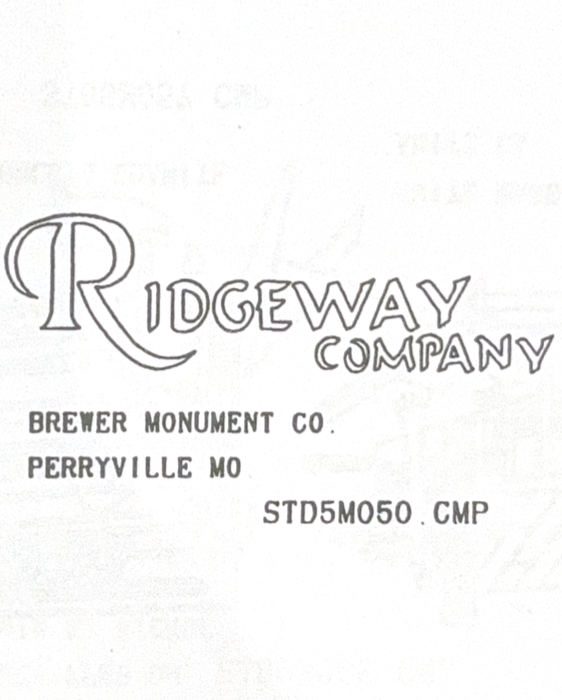 RIDGEWAY
COMPANY
BREWER MONUMENT CO.
PERRYVILLE MO
STD5M050.CMP